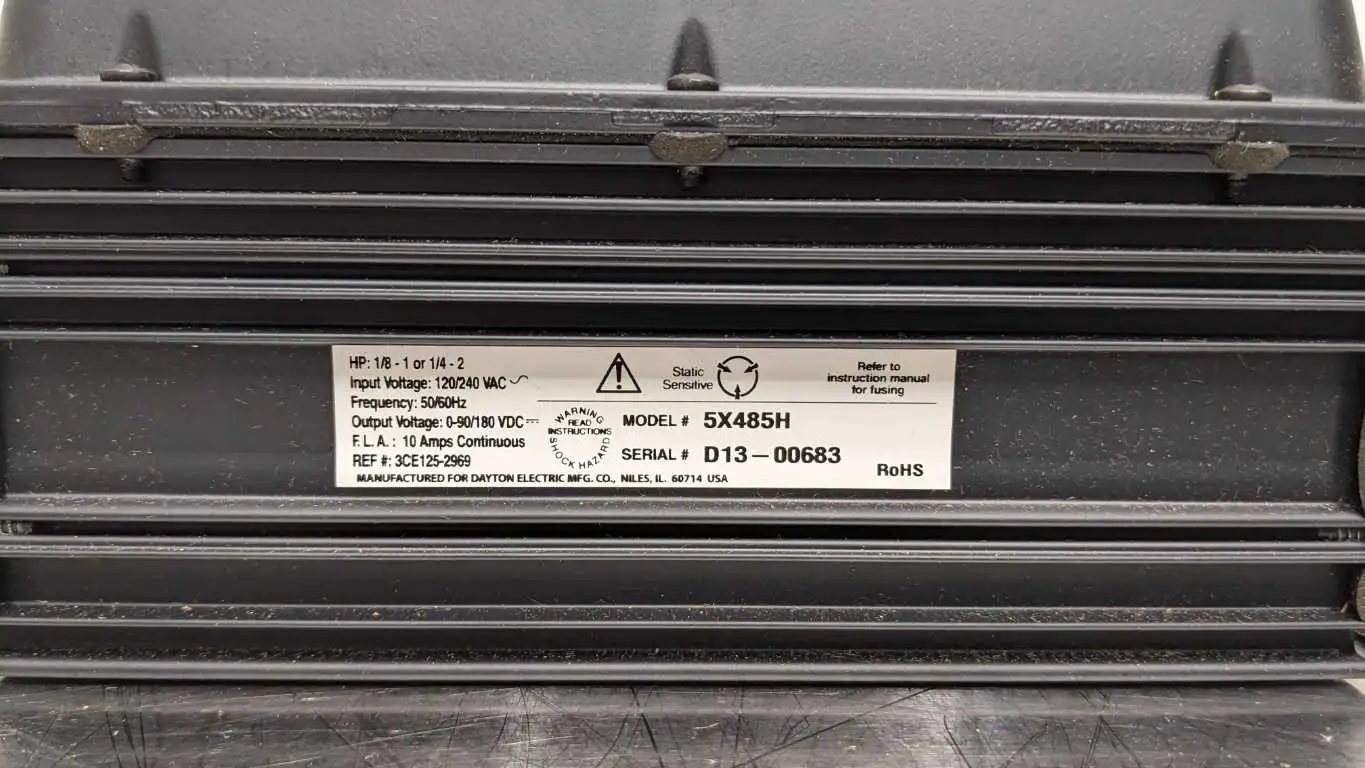 HP: 1/8 - 1 or 1/4 - 2
Input Voltage: 120/240 VAC
Frequency: 50/60Hz
Output Voltage: 0-90/180 VDC
F.L.A.: 10 Amps Continuous
REF #: 3CE125-2969
MANUFACTURED FOR DAYTON ELECTRIC MFG. CO., NILES, IL. 60714 USA
WARNING
READ
INSTRUCTIONS
SHOCK HAZARD
Static
Sensitive
Refer to
instruction manual
for fusing
MODEL # 5X485H
SERIAL # D13-00683
RoHS